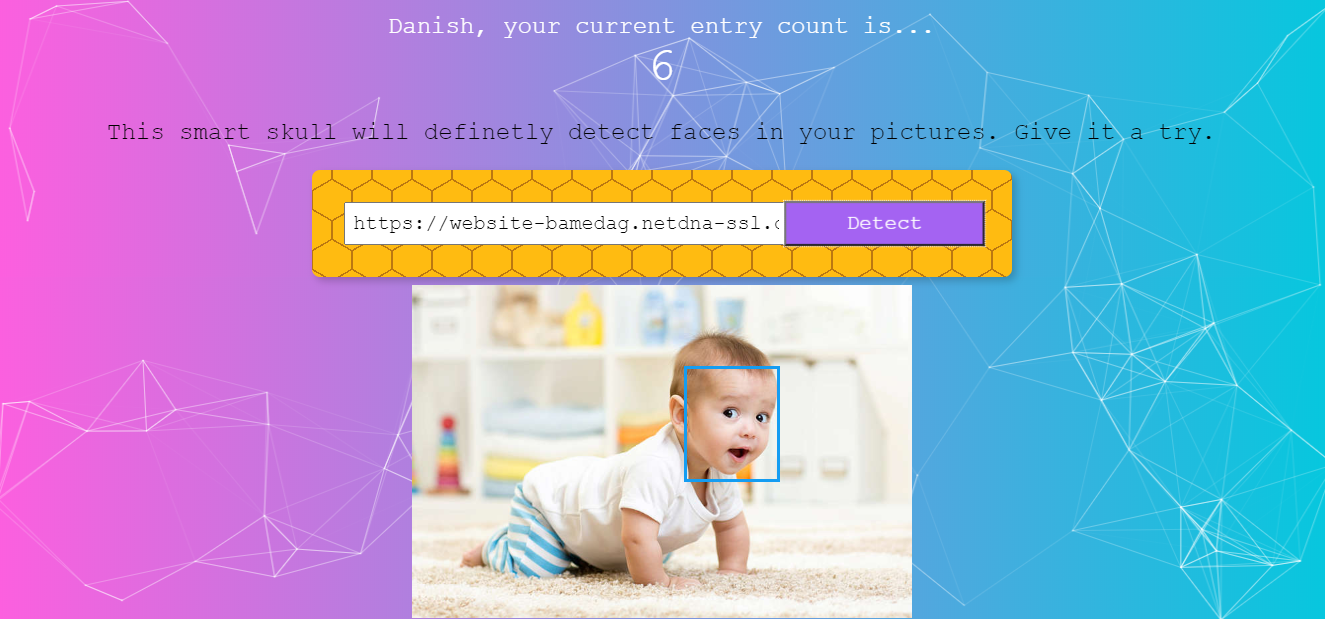 Danish, your current entry count is...
6
This smart skull will definetly detect faces in your pictures. Give it a try.
https://website-bamedag.netdna-ssl.c
Detect